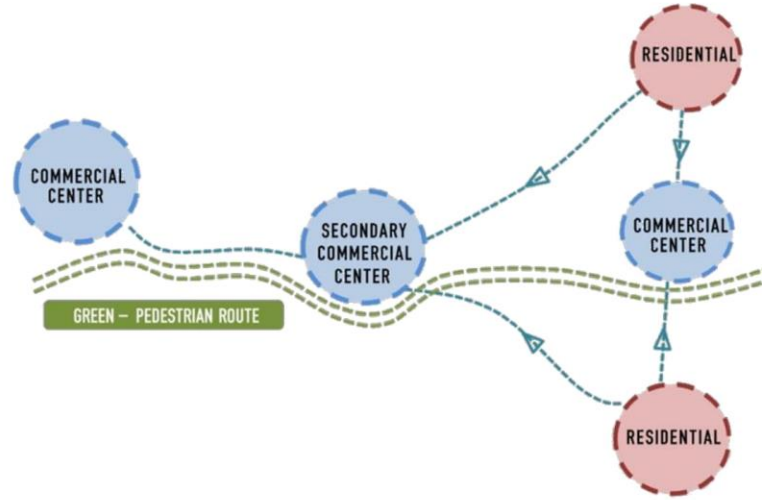 RESIDENTIAL
COMMERCIAL
CENTER
SECONDARY
COMMERCIAL
CENTER
COMMERCIAL
CENTER
GREEN – PEDESTRIAN ROUTE
RESIDENTIAL